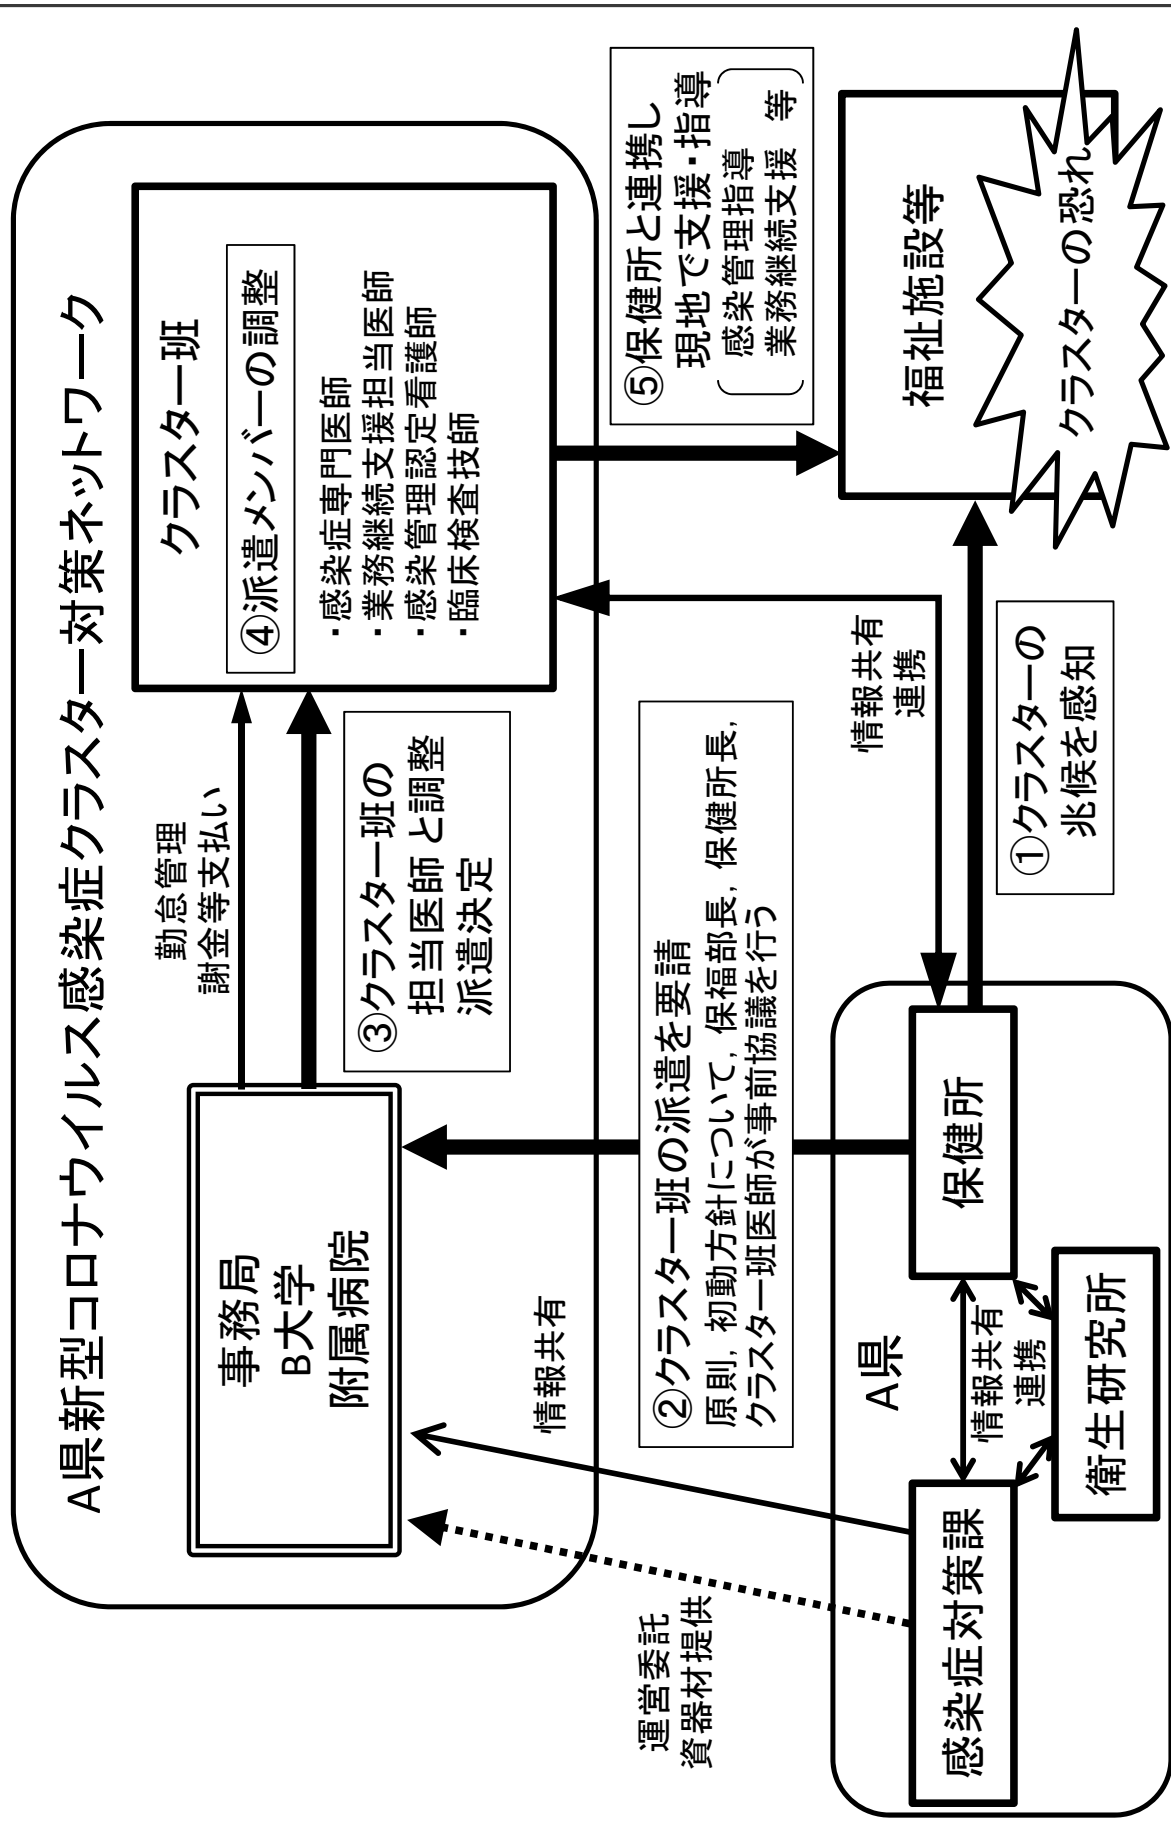 A県新型コロナウイルス感染症クラスター対策ネットワーク
事務局
B大学
附属病院
勤怠管理
謝金等支払い
③クラスター班の
担当医師と調整
派遣決定
クラスター班
④派遣メンバーの調整
・感染症専門医師
・業務継続支援担当医師
・感染管理認定看護師
・臨床検査技師
運営委託
資器材提供
情報共有
②クラスター班の派遣を要請
原則，初動方針について，保福部長，保健所長，
クラスター班医師が事前協議を行う
情報共有
連携
⑤保健所と連携し
現地で支援・指導
感染管理指導
業務継続支援　等
A県
感染症対策課
情報共有
連携
保健所
衛生研究所
①クラスターの
兆候を感知
福祉施設等
クラスターの恐れ